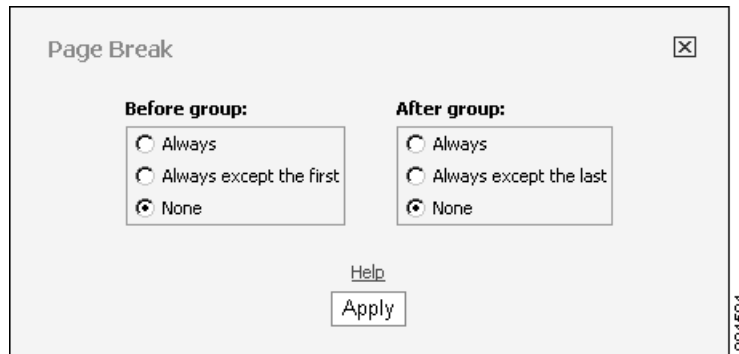 Page Break
Before group:
Always
Always except the first
None
After group:
Always
Always except the last
None
Help
Apply